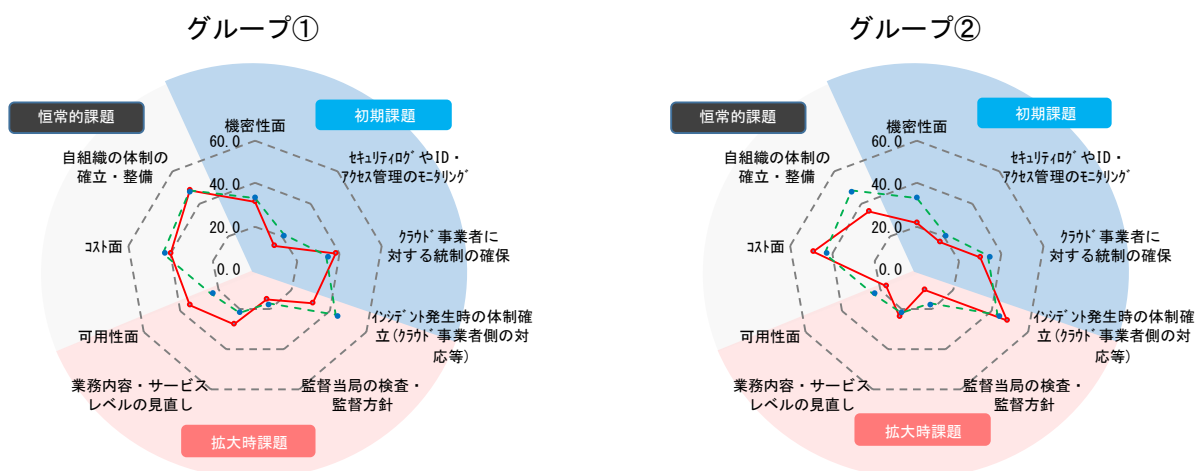 グループ①
恒常的課題
初期課題
機密性面
60.0
40.0
20.0
0.0
ｾｷｭﾘﾃｨﾛｸﾞやID・
ｱｸｾｽ管理のﾓﾆﾀﾘﾝｸﾞ
ｸﾗｳﾄﾞ事業者に
対する統制の確保
ｲﾝｼﾃﾞﾝﾄ発生時の体制確
立(ｸﾗｳﾄﾞ事業者側の対
応等)
監督当局の検査・
監督方針
業務内容・サービス
レベルの見直し
可用性面
コスト面
自組織の体制の
確立・整備
拡大時課題
グループ②
恒常的課題
初期課題
機密性面
60.0
40.0
20.0
0.0
ｾｷｭﾘﾃｨﾛｸﾞやID・
ｱｸｾｽ管理のﾓﾆﾀﾘﾝｸﾞ
ｸﾗｳﾄﾞ事業者に
対する統制の確保
ｲﾝｼﾃﾞﾝﾄ発生時の体制確
立(ｸﾗｳﾄﾞ事業者側の対
応等)
監督当局の検査・
監督方針
業務内容・サービス
レベルの見直し
可用性面
コスト面
自組織の体制の
確立・整備
拡大時課題